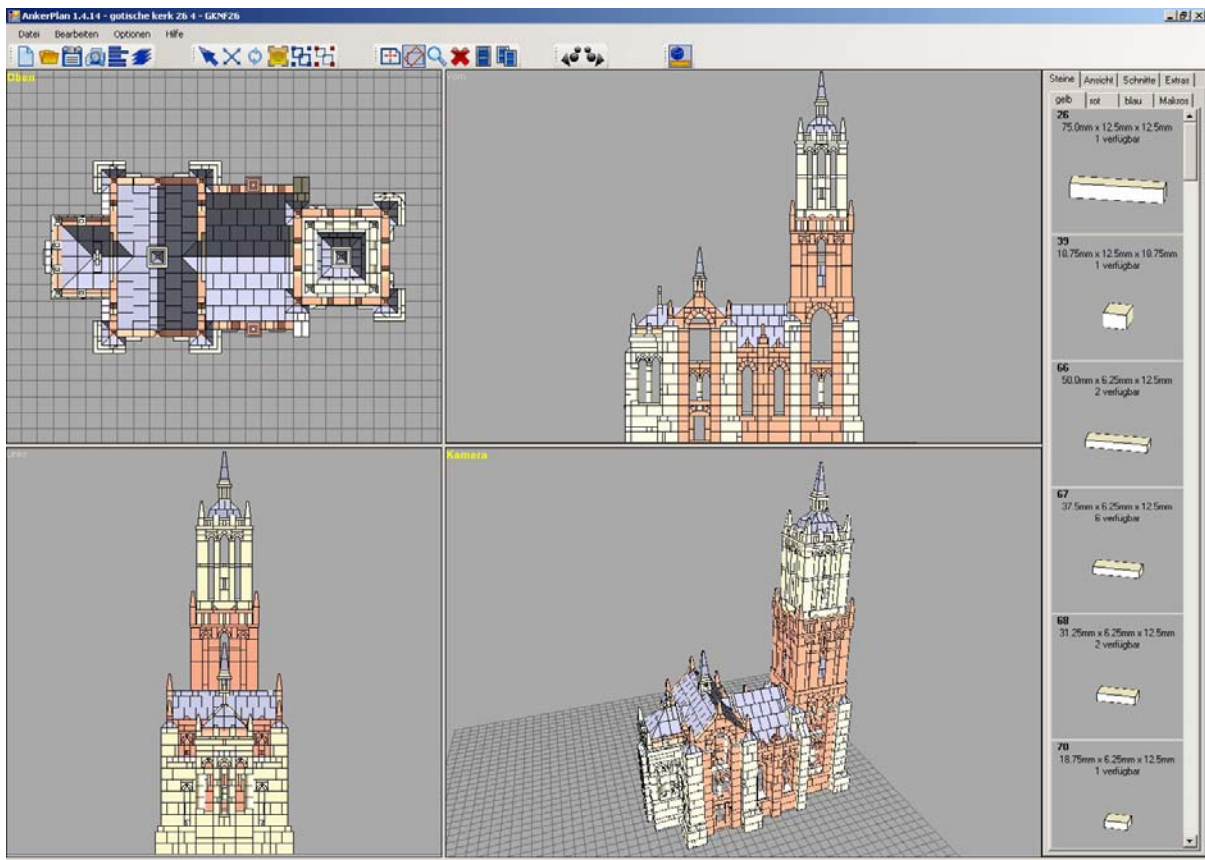 AnkerPlan 1.4.14 - gotische kerk 26 4 - GKNF26
Datei Bearbeiten Optionen Hilfe
Oben
Vorn
Links
Kamera
Steine Ansicht Schnitte Extras
gelb rot blau Makros
26
75.0mm x 12.5mm x 12.5mm
1 verfügbar
39
18.75mm x 12.5mm x 18.75mm
1 verfügbar
66
50.0mm x 6.25mm x 12.5mm
2 verfügbar
67
37.5mm x 6.25mm x 12.5mm
6 verfügbar
68
31.25mm x 6.25mm x 12.5mm
2 verfügbar
70
18.75mm x 6.25mm x 12.5mm
1 verfügbar